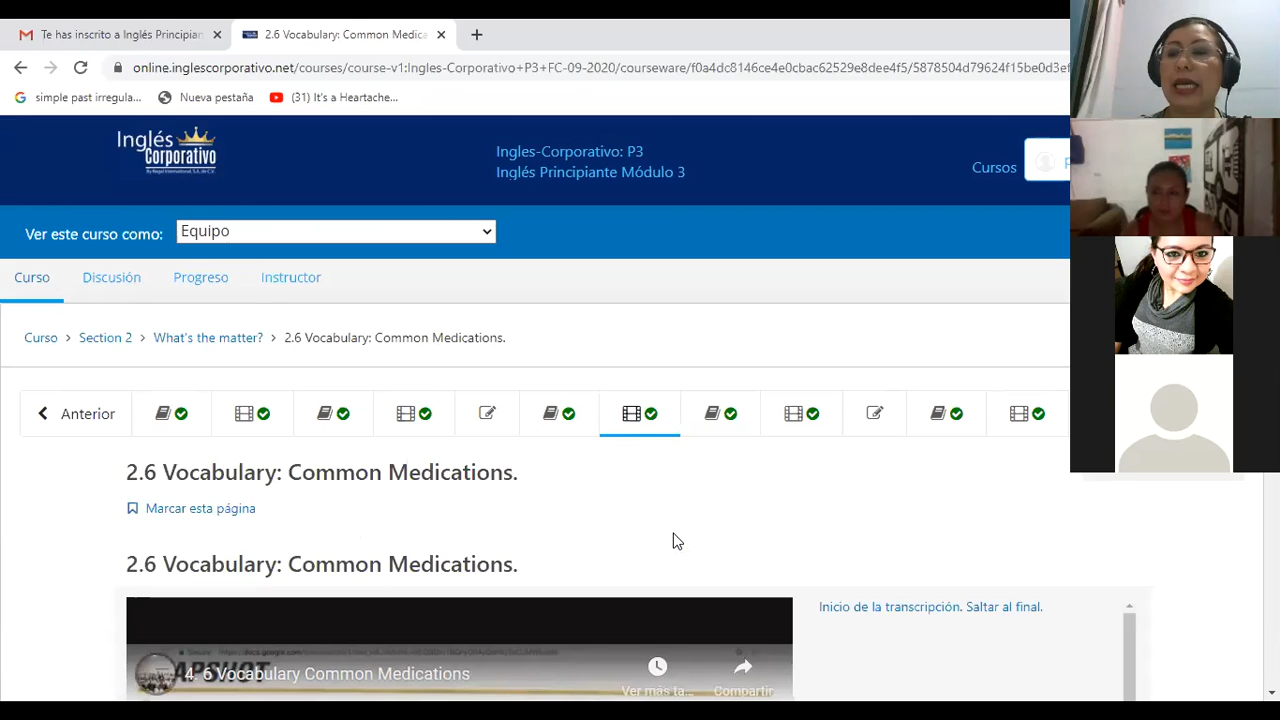 Te has inscrito a Inglés Principian
2.6 Vocabulary: Common Medica
online.inglescorporativo.net/courses/course-v1:Ingles-Corporativo+P3+FC-09-2020/courseware/f0a4dc8146ce4e0cbac62529e8dee4f5/5878504d79624f15be0d3ef
simple past irregula...
Nueva pestaña
(31) It's a Heartache...
Inglés
Corporativo
Ingles-Corporativo: P3
Inglés Principiante Módulo 3
Cursos
Ver este curso como:
Equipo
Curso
Discusión
Progreso
Instructor
Curso > Section 2 > What's the matter? > 2.6 Vocabulary: Common Medications.
Anterior
2.6 Vocabulary: Common Medications.
Marcar esta página
2.6 Vocabulary: Common Medications.
Inicio de la transcripción. Saltar al final.
APSHOT
4. 6 Vocabulary Common Medications
Ver más ta...
Compartir